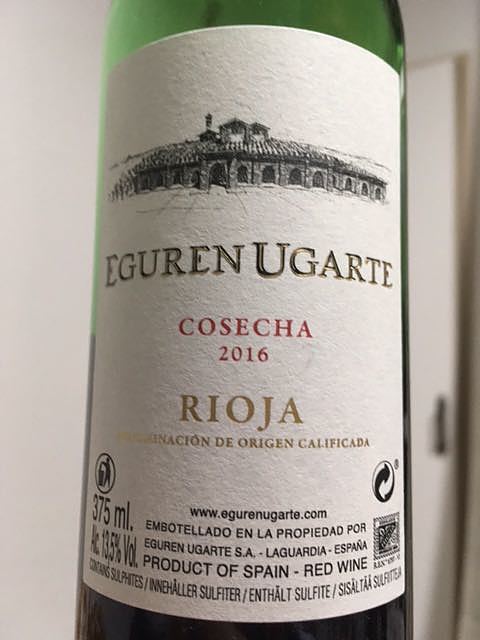 EGUREN UGARTE
COSECHA
2016
RIOJA
DENOMINACIÓN DE ORIGEN CALIFICADA
www.egurenugarte.com
375 ml.
Alc. 13,5% Vol.
EMBOTELLADO EN LA PROPIEDAD POR
EGUREN UGARTE S.A. - LAGUARDIA - ESPAÑA
PRODUCT OF SPAIN - RED WINE
CONTAINS SULPHITES / INNEHÅLLER SULFITER / ENTHÄLT SULFITE / SISÄLTÄÄ SULFIITTEJA